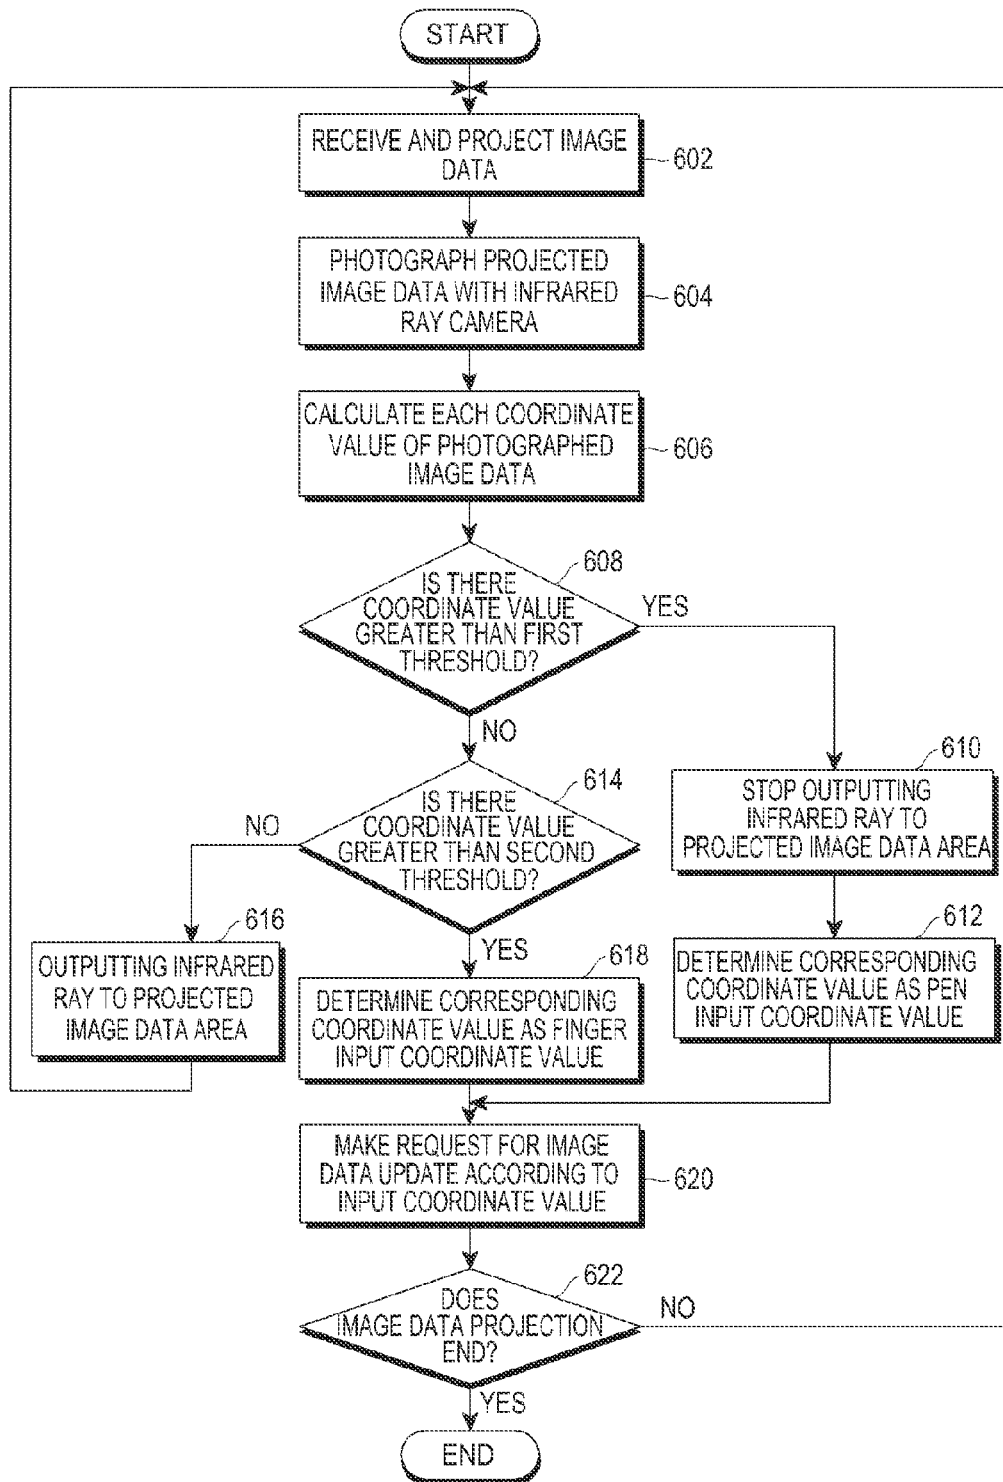 START
RECEIVE AND PROJECT IMAGE
DATA
602
PHOTOGRAPH PROJECTED
IMAGE DATA WITH INFRARED
RAY CAMERA
604
CALCULATE EACH COORDINATE
VALUE OF PHOTOGRAPHED
IMAGE DATA
606
608
IS THERE
COORDINATE VALUE
GREATER THAN FIRST
THRESHOLD?
YES
NO
610
STOP OUTPUTTING
INFRARED RAY TO
PROJECTED IMAGE DATA AREA
614
IS THERE
COORDINATE VALUE
GREATER THAN SECOND
THRESHOLD?
NO
YES
616
OUTPUTTING INFRARED
RAY TO PROJECTED
IMAGE DATA AREA
618
DETERMINE CORRESPONDING
COORDINATE VALUE AS FINGER
INPUT COORDINATE VALUE
612
DETERMINE CORRESPONDING
COORDINATE VALUE AS PEN
INPUT COORDINATE VALUE
MAKE REQUEST FOR IMAGE
DATA UPDATE ACCORDING TO
INPUT COORDINATE VALUE
620
622
DOES
IMAGE DATA PROJECTION
END?
NO
YES
END